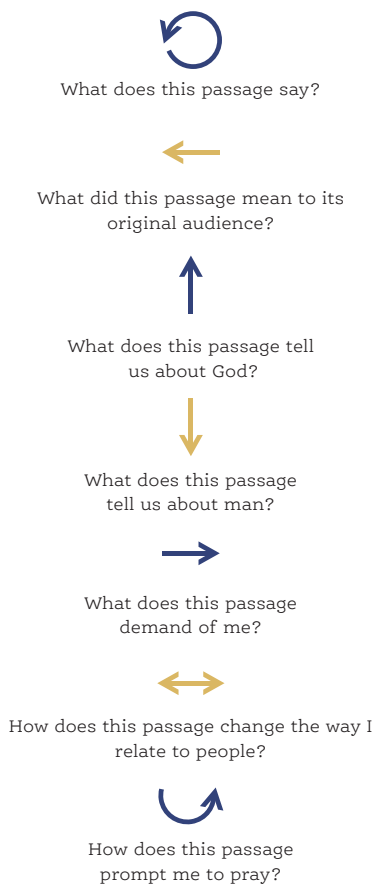 What does this passage say?
What did this passage mean to its
original audience?
What does this passage tell
us about God?
What does this passage
tell us about man?
What does this passage
demand of me?
How does this passage change the way I
relate to people?
How does this passage
prompt me to pray?